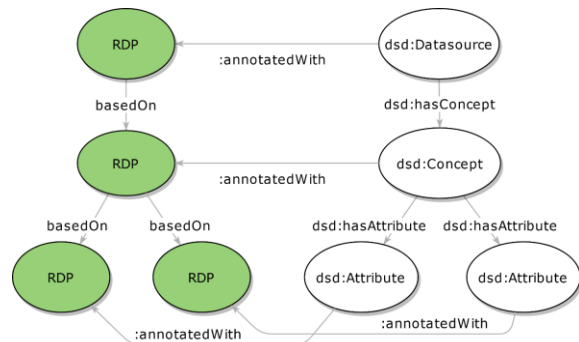 RDP
dsd:Datasource
:annotatedWith
basedOn
dsd:hasConcept
RDP
dsd:Concept
:annotatedWith
basedOn
basedOn
dsd:hasAttribute
dsd:hasAttribute
RDP
RDP
dsd:Attribute
dsd:Attribute
:annotatedWith
:annotatedWith